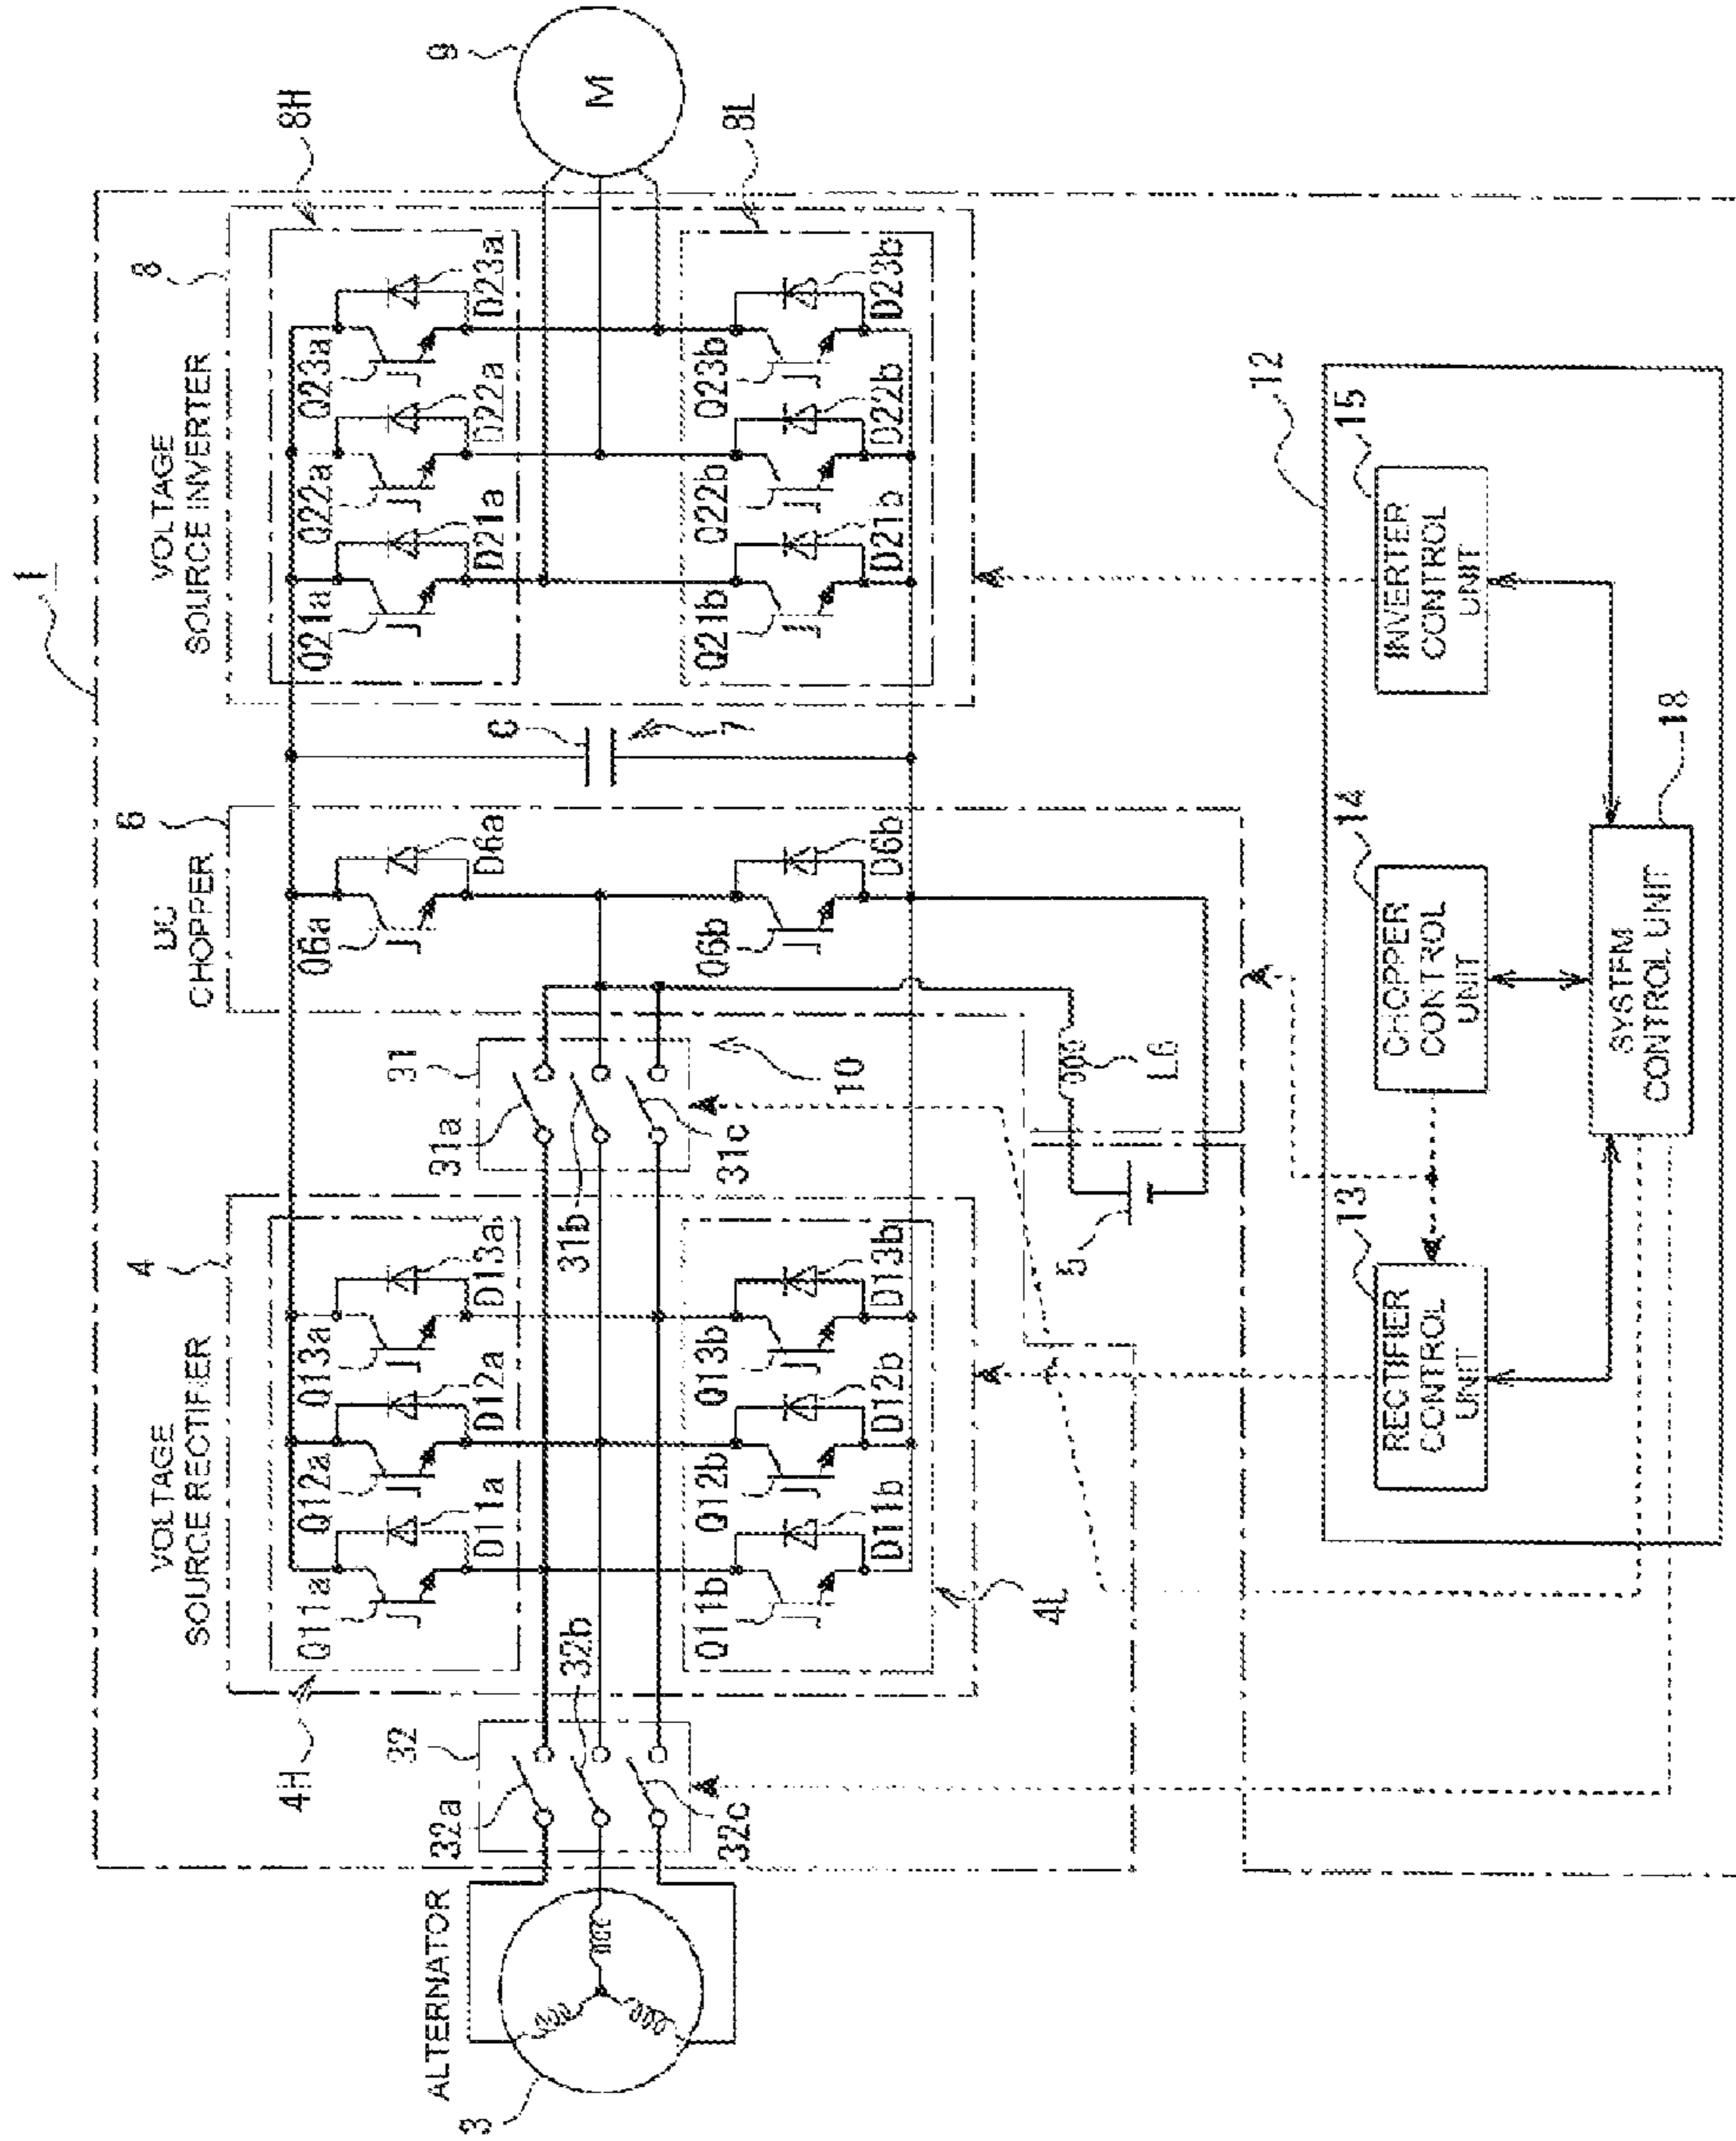 1
VOLTAGE
SOURCE RECTIFIER
4
DC
CHOPPER
6
VOLTAGE
SOURCE INVERTER
8
4H
Q11a
Q12a
Q13a
D11a
D12a
D13a
Q6a
D6a
Q21a
Q22a
Q23a
D21a
D22a
D23a
8H
ALTERNATOR
3
32
32a
32b
32c
31
31a
31b
31c
10
C
7
M
9
Q11b
Q12b
Q13b
D11b
D12b
D13b
4L
Q6b
D6b
Q21b
Q22b
Q23b
D21b
D22b
D23b
8L
5
L6
12
13
RECTIFIER
CONTROL
UNIT
14
CHOPPER
CONTROL
UNIT
15
INVERTER
CONTROL
UNIT
18
SYSTEM
CONTROL UNIT